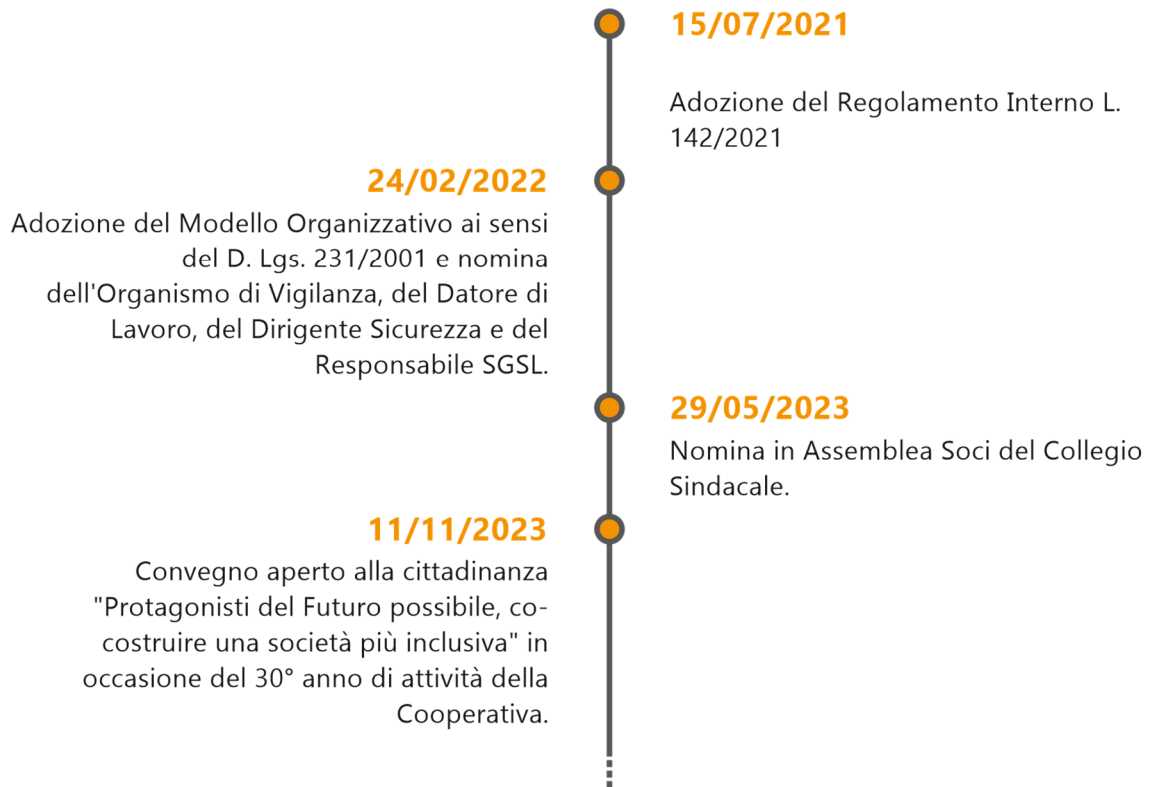 15/07/2021
Adozione del Regolamento Interno L.
142/2021
24/02/2022
Adozione del Modello Organizzativo ai sensi
del D. Lgs. 231/2001 e nomina
dell'Organismo di Vigilanza, del Datore di
Lavoro, del Dirigente Sicurezza e del
Responsabile SGSL.
29/05/2023
Nomina in Assemblea Soci del Collegio
Sindacale.
11/11/2023
Convegno aperto alla cittadinanza
"Protagonisti del Futuro possibile, co-
costruire una società più inclusiva" in
occasione del 30° anno di attività della
Cooperativa.